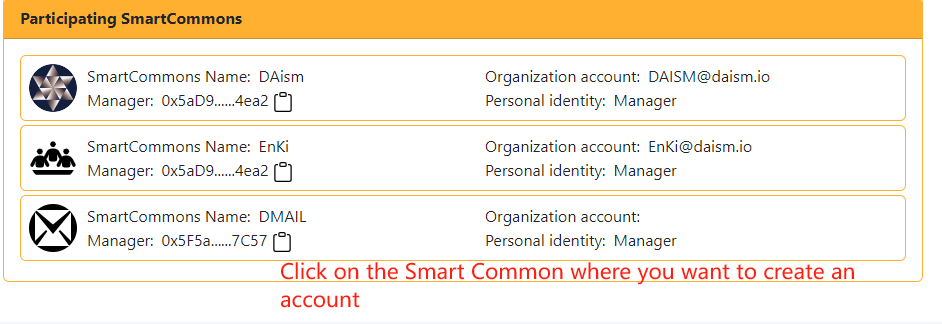 Participating SmartCommons
SmartCommons Name: DAism
Organization account: DAISM@daism.io
Manager: 0x5aD9......4ea2
Personal identity: Manager
SmartCommons Name: EnKi
Organization account: EnKi@daism.io
Manager: 0x5aD9......4ea2
Personal identity: Manager
SmartCommons Name: DMAIL
Organization account:
Manager: 0x5F5a......7C57
Personal identity: Manager
Click on the Smart Common where you want to create an
account